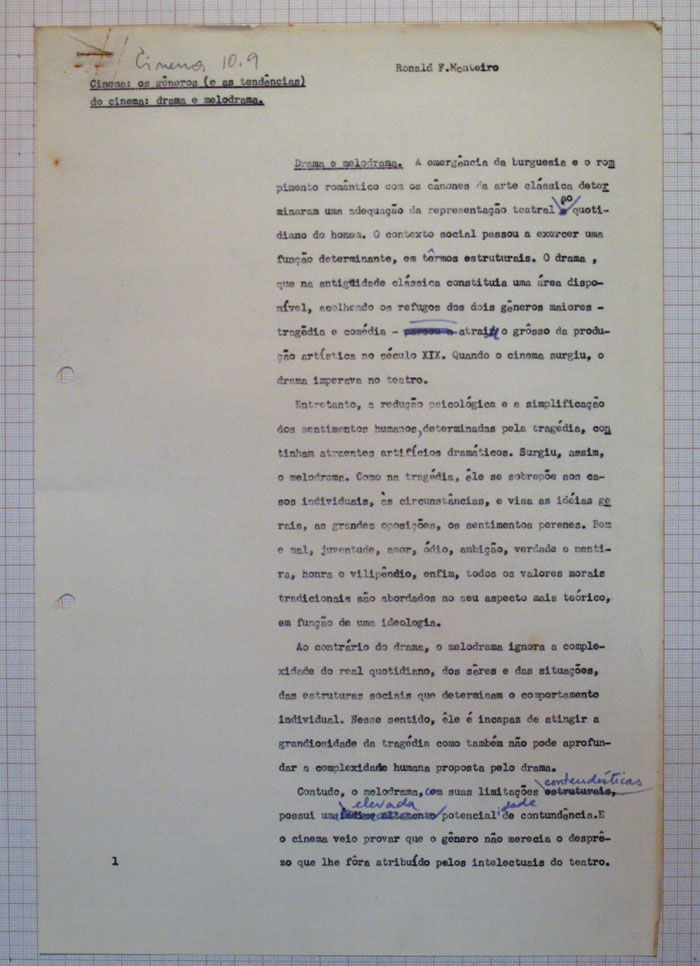 Cinema 10.9
Ronald F.Monteiro
Cinema: os gêneros (e as tendências)
do cinema: drama e melodrama.
Drama e melodrama. A emergência da burguesia e o rom
pimento romântico com os cânones da arte clássica deter
minaram uma adequação da representação teatral ao quoti-
diano do homem. O contexto social passou a exercer uma
função determinante, em têrmos estruturais. O drama ,
que na antigüidade clássica constituia uma área dispo-
nível, acolhendo os refugos dos dois gêneros maiores -
tragédia e comédia - passou a atrair o grôsso da produ-
ção artística no século XIX. Quando o cinema surgiu, o
drama imperava no teatro.
Entretanto, a redução psicológica e a simplificação
dos sentimentos humanos,determinadas pela tragédia, con
tinham atraentes artifícios dramáticos. Surgiu, assim,
o melodrama. Como na tragédia, êle se sobrepõe aos ca-
sos individuais, às circunstâncias, e visa as idéias ge
rais, as grandes oposições, os sentimentos perenes. Bem
e mal, juventude, amor, ódio, ambição, verdade e menti-
ra, honra e vilipêndio, enfim, todos os valores morais
tradicionais são abordados no seu aspecto mais teórico,
em função de uma ideologia.
Ao contrário do drama, o melodrama ignora a comple-
xidade do real quotidiano, dos sêres e das situações,
das estruturas sociais que determinam o comportamento
individual. Nesse sentido, êle é incapaz de atingir a
grandiosidade da tragédia como também não pode aprofun-
dar a complexidade humana proposta pelo drama.
conteudísticas
Contudo, o melodrama, com suas limitações estruturais,
elevada dade
possui uma altamente potencial de contundência.E
o cinema veio provar que o gênero não merecia o desprê-
zo que lhe fôra atribuído pelos intelectuais do teatro.
1